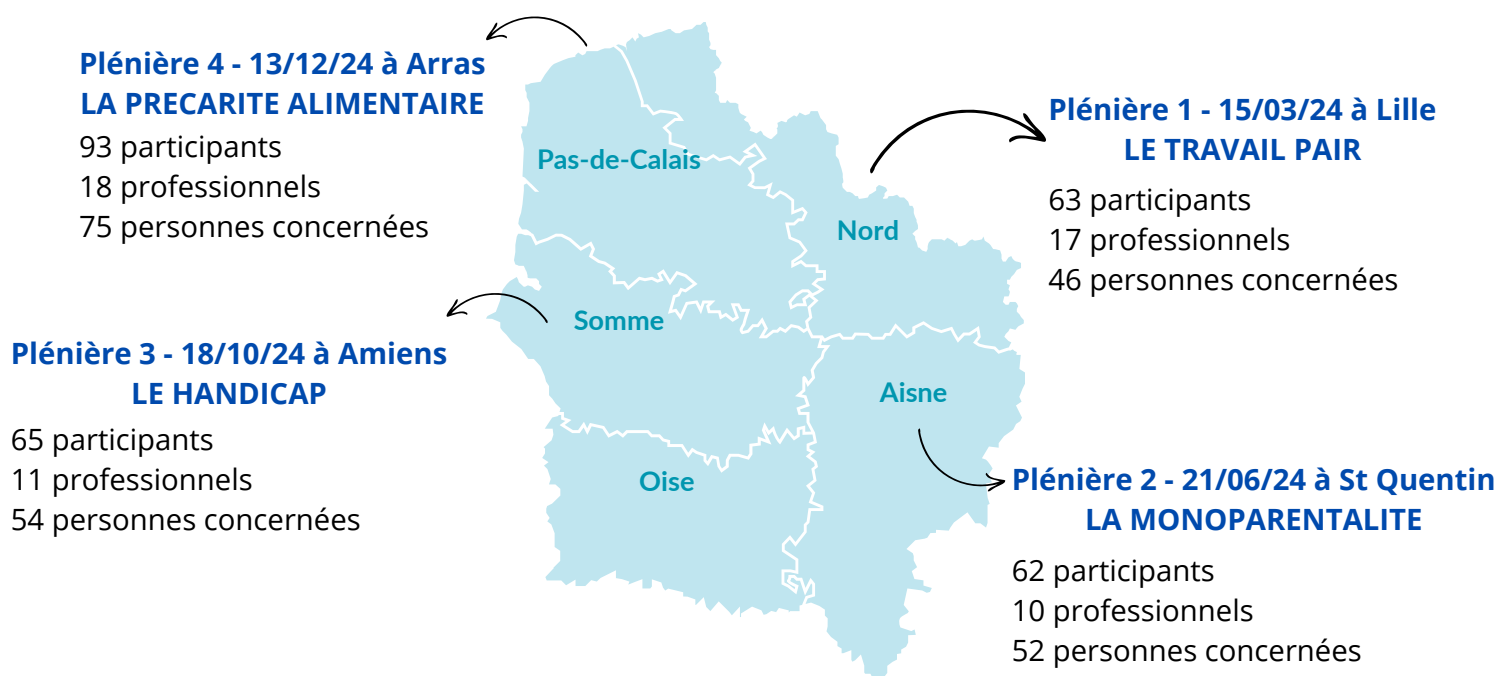 Plénière 4 - 13/12/24 à Arras
LA PRECARITE ALIMENTAIRE
93 participants
18 professionnels
75 personnes concernées
Plénière 1 - 15/03/24 à Lille
LE TRAVAIL PAIR
63 participants
17 professionnels
46 personnes concernées
Pas-de-Calais
Nord
Somme
Aisne
Oise
Plénière 3 - 18/10/24 à Amiens
LE HANDICAP
65 participants
11 professionnels
54 personnes concernées
Plénière 2 - 21/06/24 à St Quentin
LA MONOPARENTALITE
62 participants
10 professionnels
52 personnes concernées